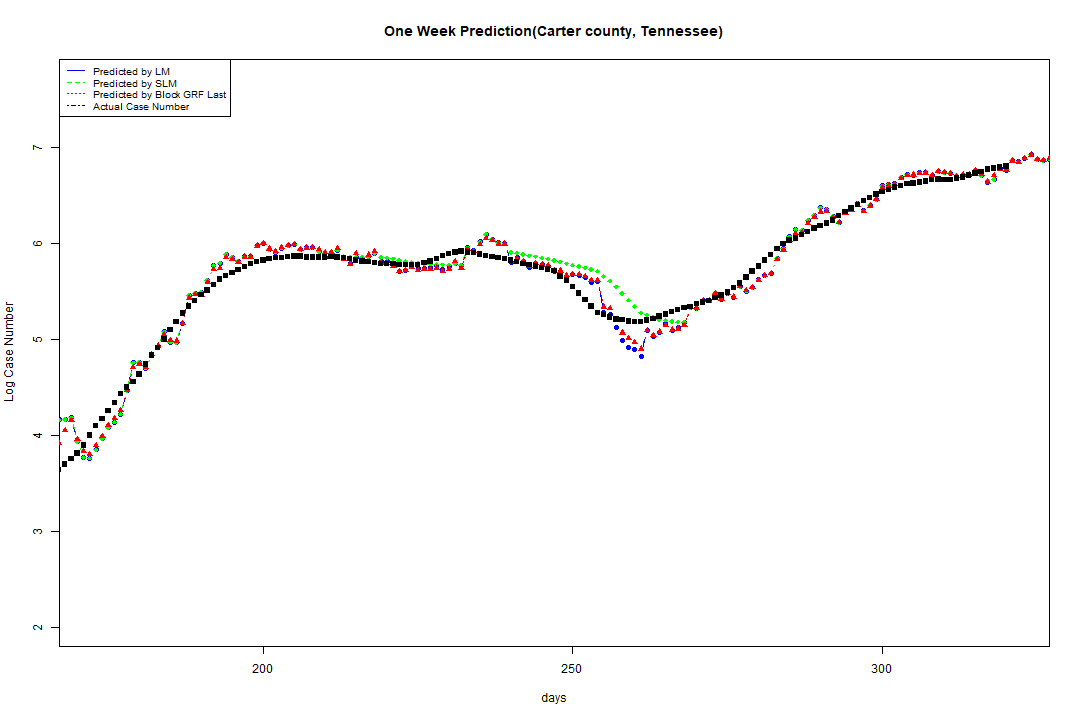 One Week Prediction(Carter county, Tennessee)
Predicted by LM
Predicted by SLM
Predicted by Block GRF Last
Actual Case Number
7
6
5
4
3
2
Log Case Number
200 250 300
days